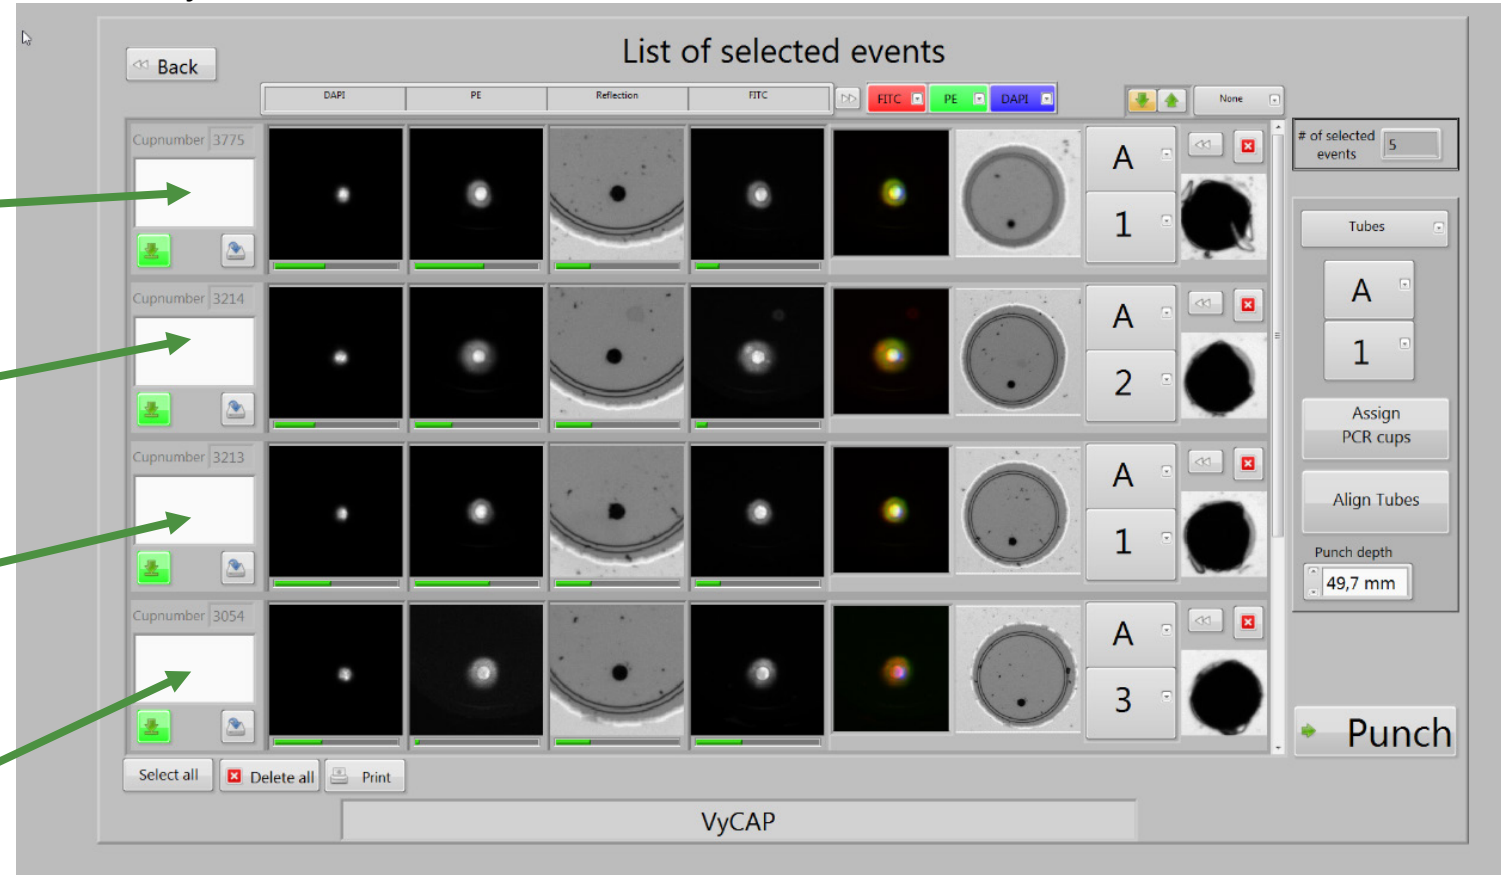 List of selected events
Back
DAPI PE Reflection FITC FITC PE DAPI None
Cupnumber 3775
A
1
Cupnumber 3214
A
2
Cupnumber 3213
A
1
Cupnumber 3054
A
3
# of selected
events 5
Tubes
A
1
Assign
PCR cups
Align Tubes
Punch depth
49,7 mm
Punch
Select all Delete all Print
VyCAP